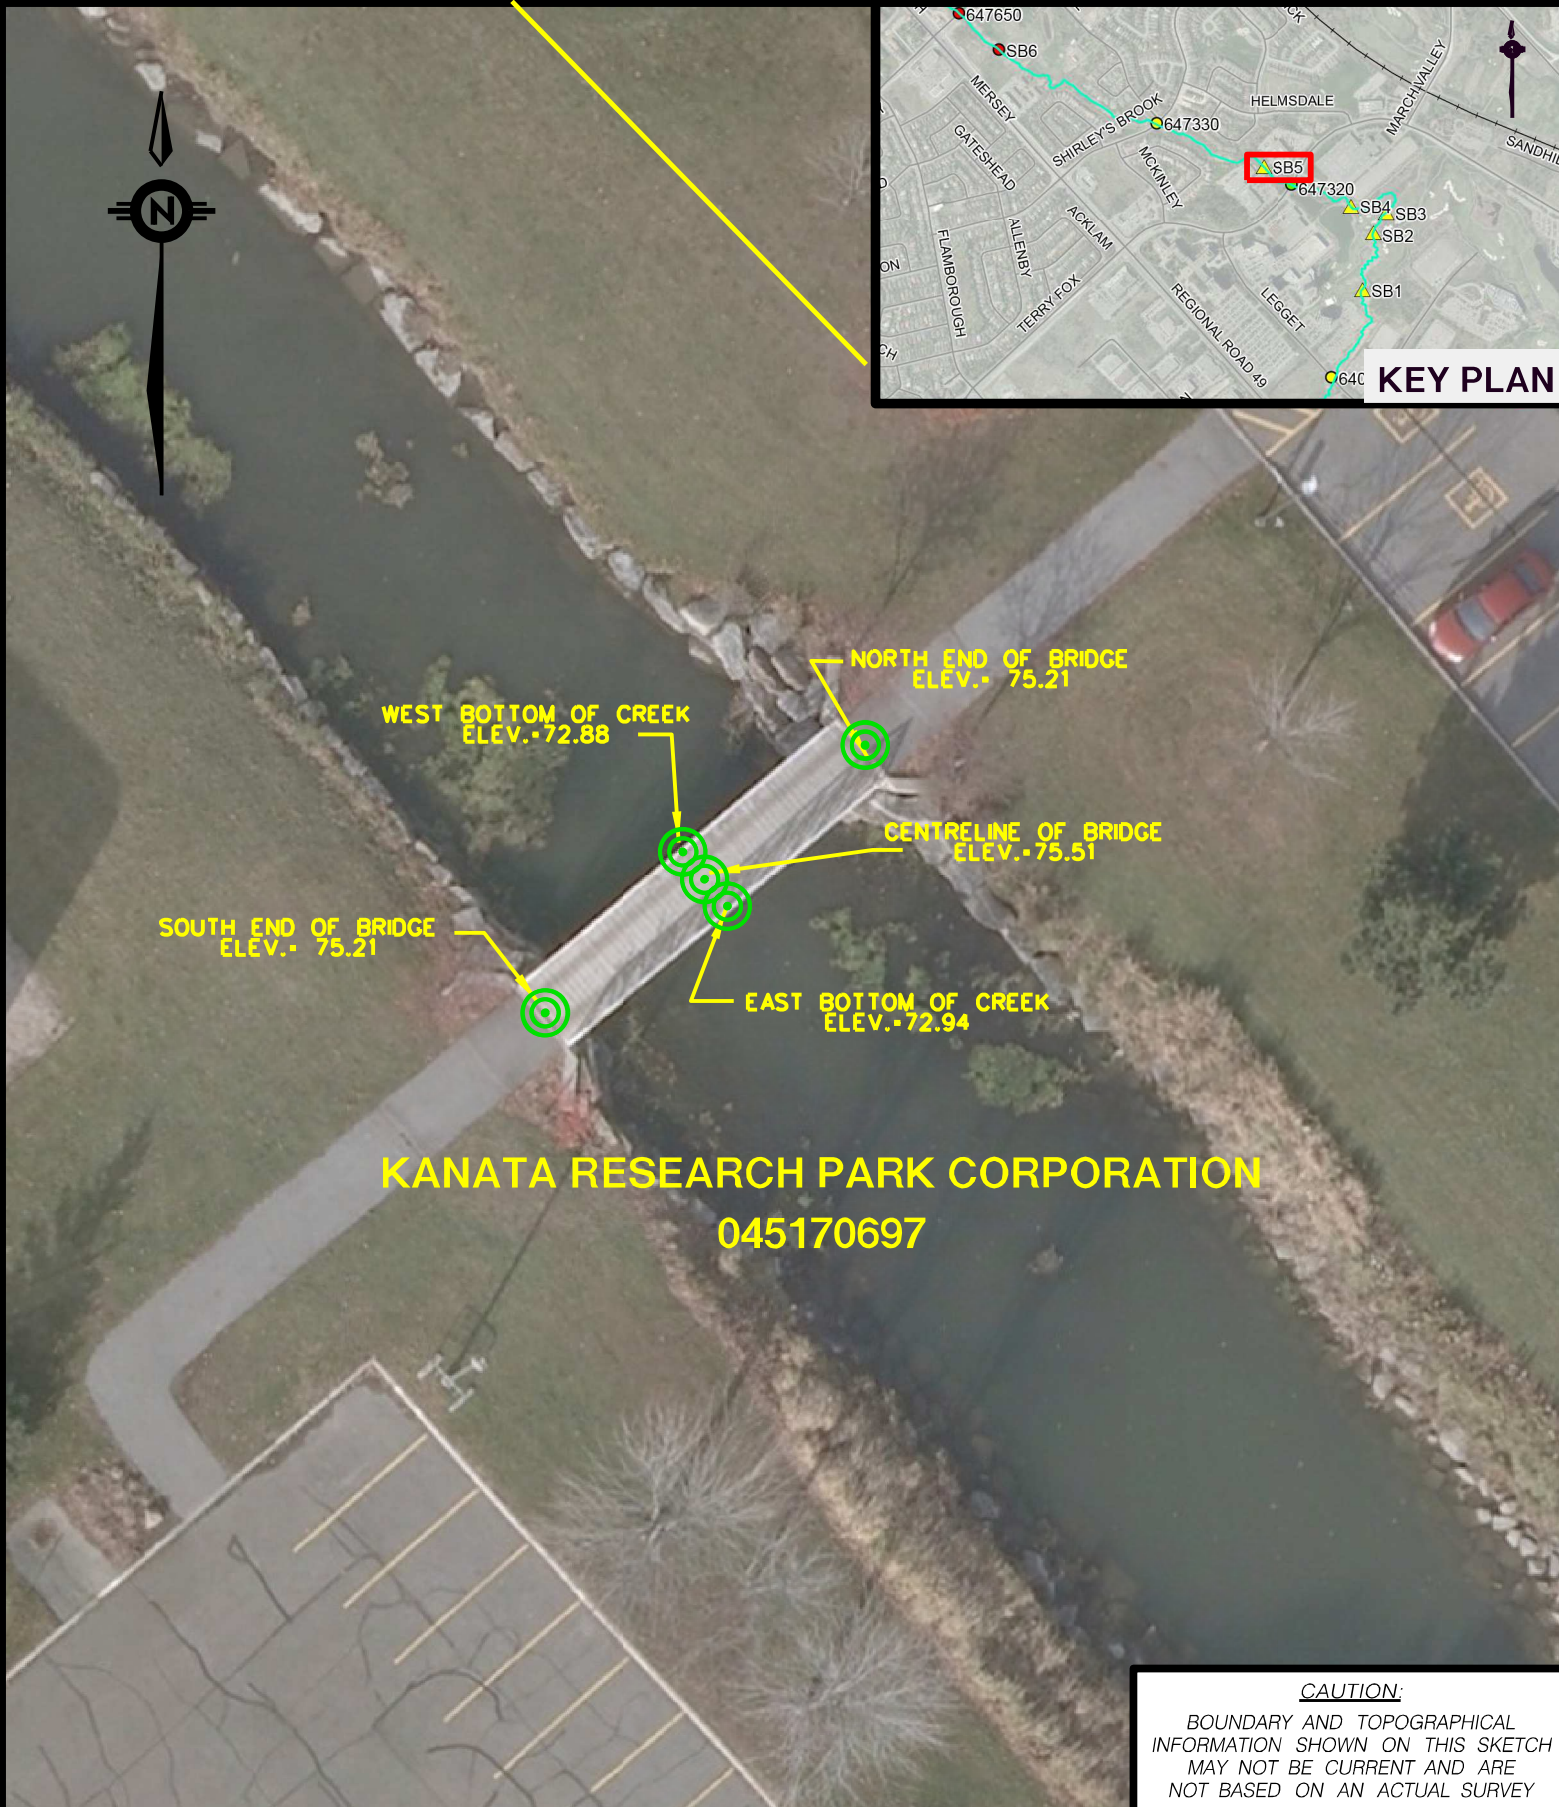 N
647650
SB6
MERSEY
GATESHEAD
SHIRLEY'S BROOK
647330
HELMSDALE
MARCH VALLEY
MCKINLEY
SB5
647320
SB4
SB3
SB2
SB1
ALLENBY
ACKLAM
FLAMBOROUGH
TERRY FOX
REGIONAL ROAD 49
LEGGET
ON
CH
CK
SANDHIL
640
KEY PLAN
NORTH END OF BRIDGE
ELEV.= 75.21
WEST BOTTOM OF CREEK
ELEV.=72.88
CENTRELINE OF BRIDGE
ELEV.=75.51
SOUTH END OF BRIDGE
ELEV.= 75.21
EAST BOTTOM OF CREEK
ELEV.=72.94
KANATA RESEARCH PARK CORPORATION
045170697
CAUTION:
BOUNDARY AND TOPOGRAPHICAL
INFORMATION SHOWN ON THIS SKETCH
MAY NOT BE CURRENT AND ARE
NOT BASED ON AN ACTUAL SURVEY